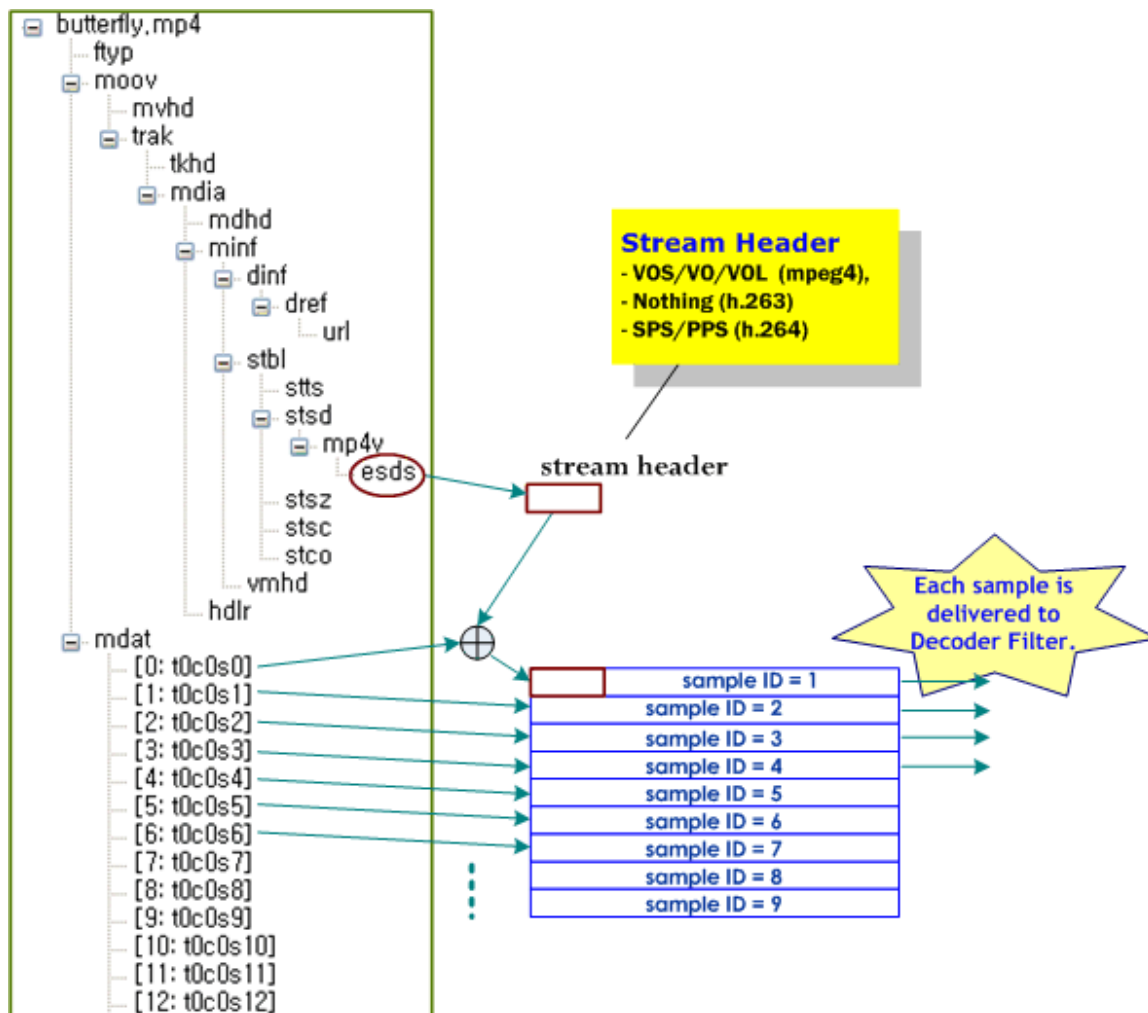 butterfly.mp4
ftyp
moov
mvhd
trak
tkhd
mdia
mdhd
minf
dinf
dref
url
stbl
stts
stsd
mp4v
esds
stsz
stsc
stco
vmhd
hdlr
mdat
[0: t0c0s0]
[1: t0c0s1]
[2: t0c0s2]
[3: t0c0s3]
[4: t0c0s4]
[5: t0c0s5]
[6: t0c0s6]
[7: t0c0s7]
[8: t0c0s8]
[9: t0c0s9]
[10: t0c0s10]
[11: t0c0s11]
[12: t0c0s12]
Stream Header
- VOS/VO/VOL (mpeg4),
- Nothing (h.263)
- SPS/PPS (h.264)
stream header
Each sample is
delivered to
Decoder Filter.
sample ID = 1
sample ID = 2
sample ID = 3
sample ID = 4
sample ID = 5
sample ID = 6
sample ID = 7
sample ID = 8
sample ID = 9